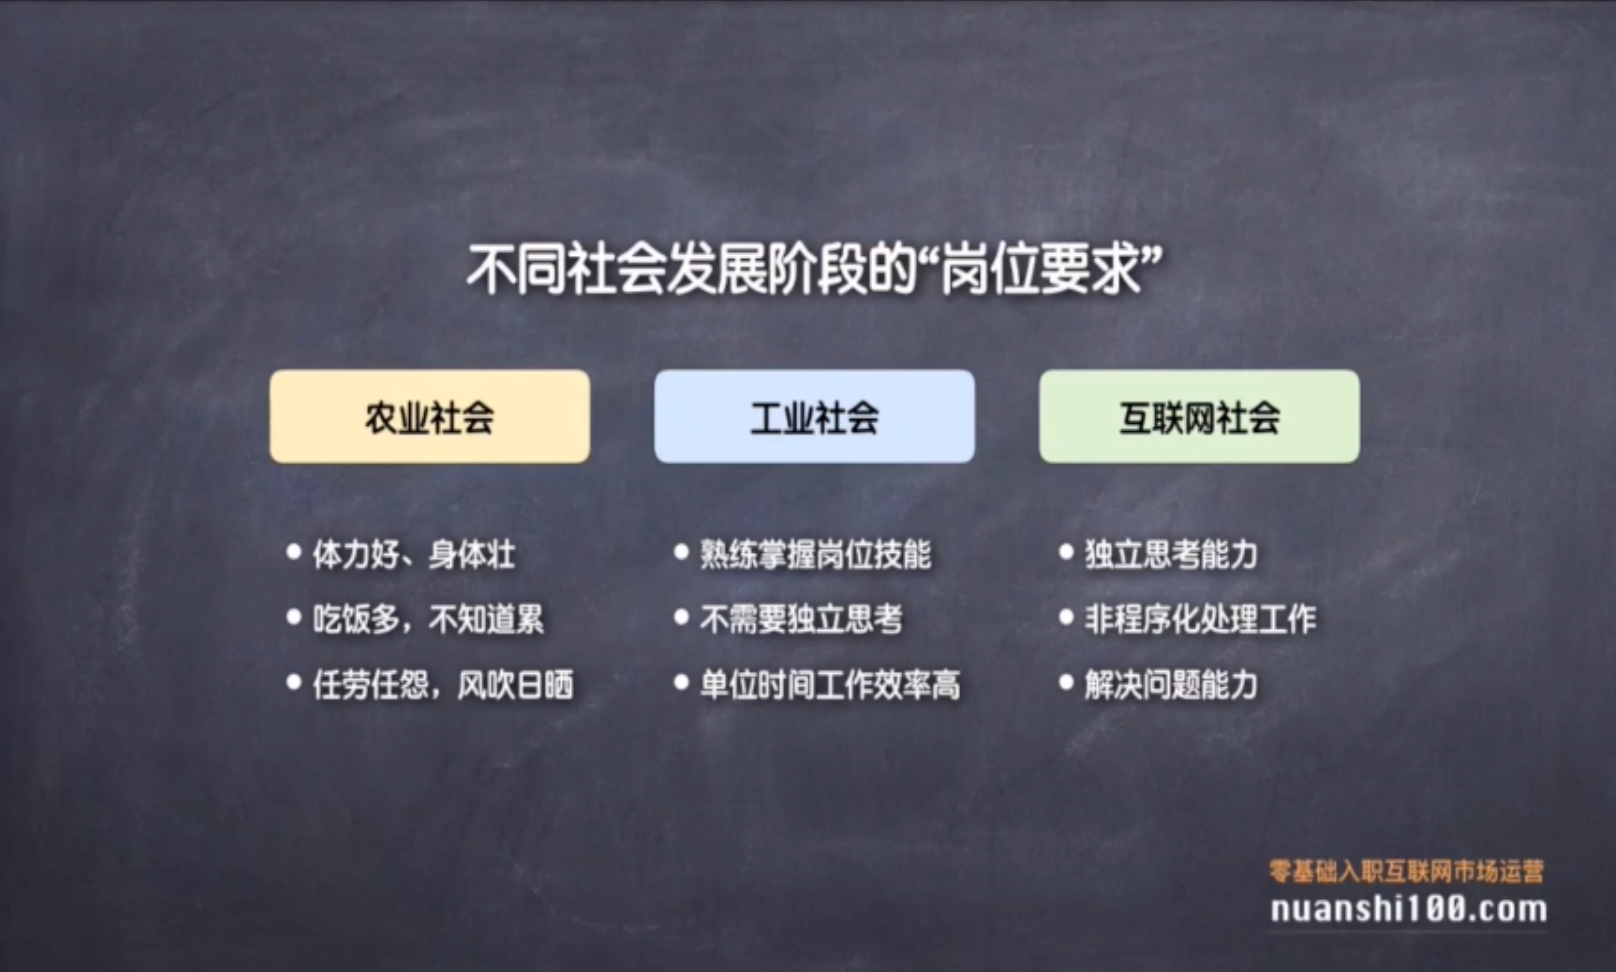 不同社会发展阶段的“岗位要求”
农业社会
工业社会
互联网社会
• 体力好、身体壮
• 吃饭多，不知道累
• 任劳任怨，风吹日晒
• 熟练掌握岗位技能
• 不需要独立思考
• 单位时间工作效率高
• 独立思考能力
• 非程序化处理工作
• 解决问题能力
零基础入职互联网市场运营
nuanshi100.com